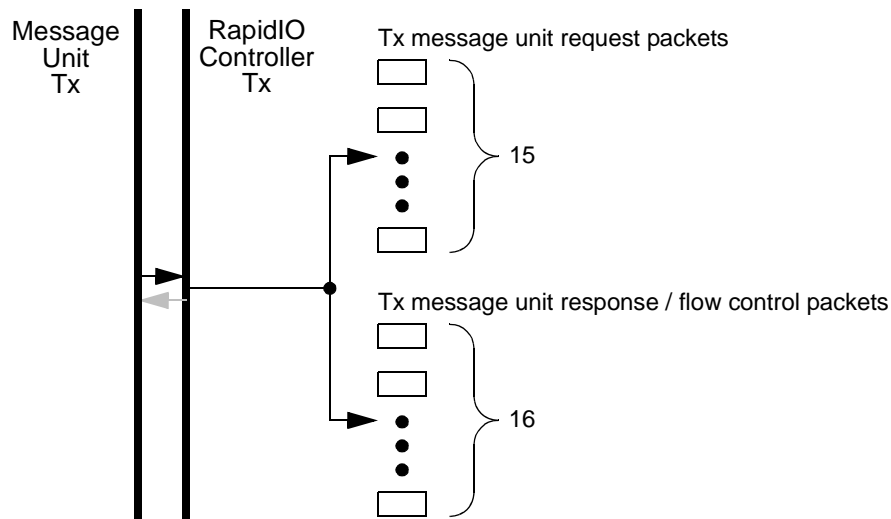 Message
Unit
Tx
RapidIO
Controller
Tx
Tx message unit request packets
15
Tx message unit response / flow control packets
16